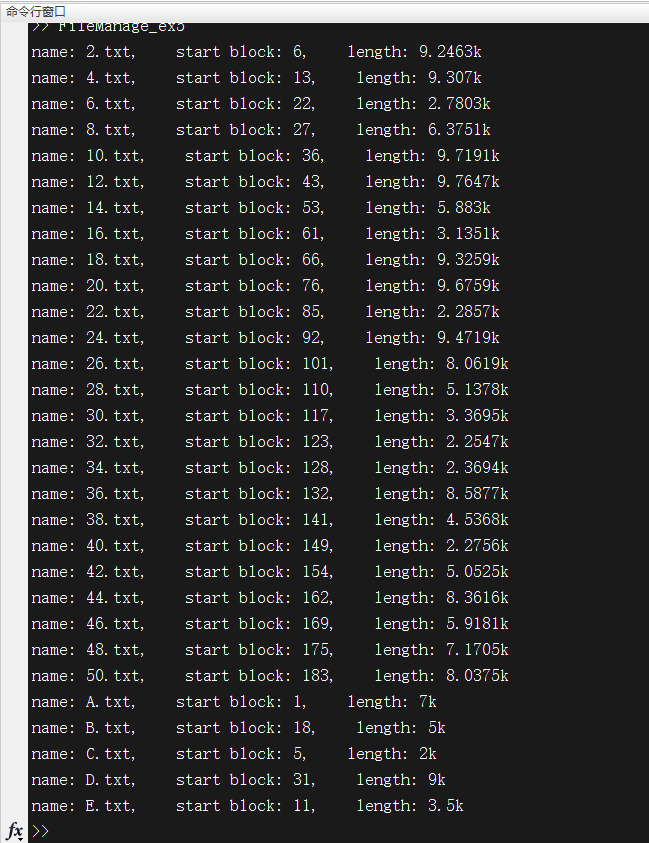 命令行窗口
>> FileManage_ex5
name: 2.txt, start block: 6, length: 9.2463k
name: 4.txt, start block: 13, length: 9.307k
name: 6.txt, start block: 22, length: 2.7803k
name: 8.txt, start block: 27, length: 6.3751k
name: 10.txt, start block: 36, length: 9.7191k
name: 12.txt, start block: 43, length: 9.7647k
name: 14.txt, start block: 53, length: 5.883k
name: 16.txt, start block: 61, length: 3.1351k
name: 18.txt, start block: 66, length: 9.3259k
name: 20.txt, start block: 76, length: 9.6759k
name: 22.txt, start block: 85, length: 2.2857k
name: 24.txt, start block: 92, length: 9.4719k
name: 26.txt, start block: 101, length: 8.0619k
name: 28.txt, start block: 110, length: 5.1378k
name: 30.txt, start block: 117, length: 3.3695k
name: 32.txt, start block: 123, length: 2.2547k
name: 34.txt, start block: 128, length: 2.3694k
name: 36.txt, start block: 132, length: 8.5877k
name: 38.txt, start block: 141, length: 4.5368k
name: 40.txt, start block: 149, length: 2.2756k
name: 42.txt, start block: 154, length: 5.0525k
name: 44.txt, start block: 162, length: 8.3616k
name: 46.txt, start block: 169, length: 5.9181k
name: 48.txt, start block: 175, length: 7.1705k
name: 50.txt, start block: 183, length: 8.0375k
name: A.txt, start block: 1, length: 7k
name: B.txt, start block: 18, length: 5k
name: C.txt, start block: 5, length: 2k
name: D.txt, start block: 31, length: 9k
name: E.txt, start block: 11, length: 3.5k
fx >>